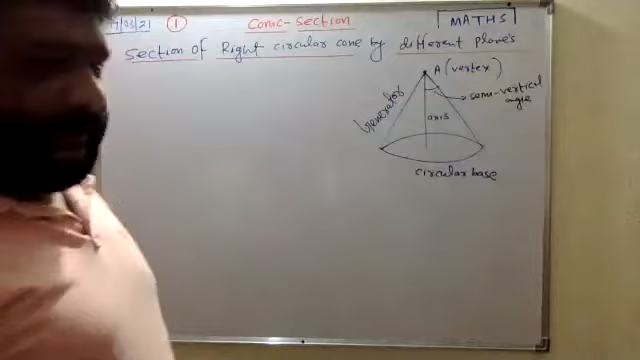 1
Conic-Section
MATHS
Section of Right circular cone by different plane's
A (vertex)
semi-vertical
angle
Generator
axis
circular base